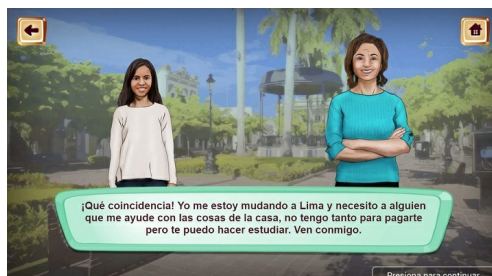 ¡Qué coincidencia! Yo me estoy mudando a Lima y necesito a alguien
que me ayude con las cosas de la casa, no tengo tanto para pagarte
pero te puedo hacer estudiar. Ven conmigo.
Presiona para continuar